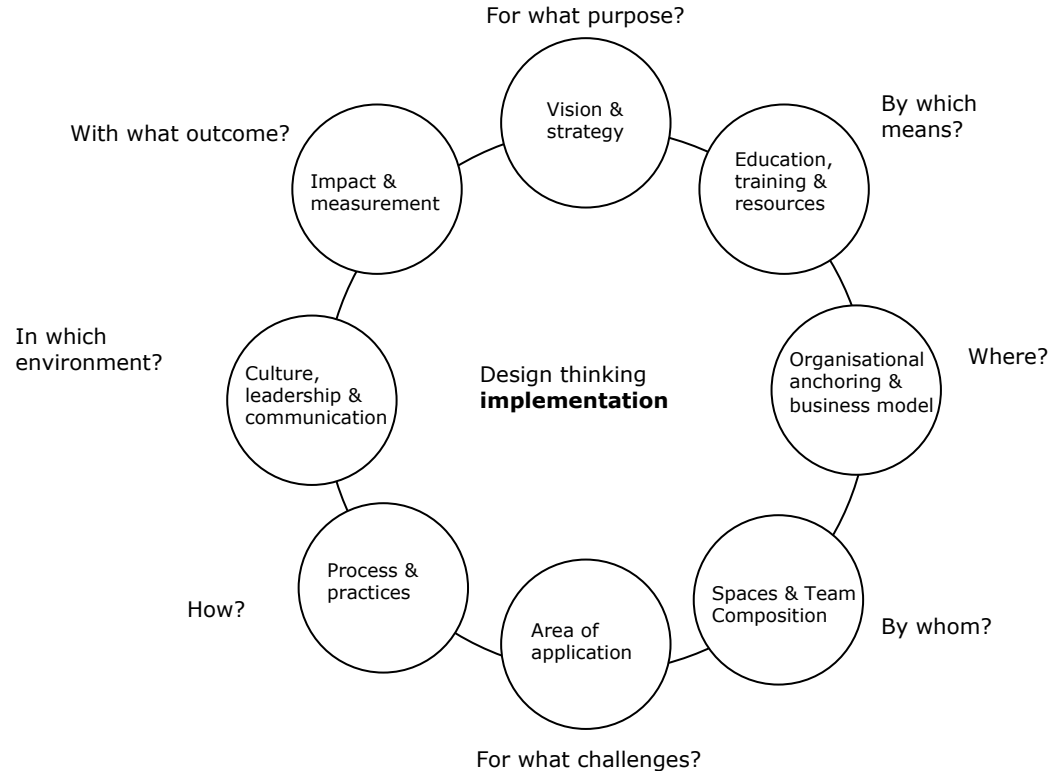 For what purpose?
Vision &
strategy
By which
means?
Education,
training &
resources
Where?
Organisational
anchoring &
business model
By whom?
Spaces & Team
Composition
For what challenges?
Area of
application
How?
Process &
practices
In which
environment?
Culture,
leadership &
communication
With what outcome?
Impact &
measurement
Design thinking
implementation